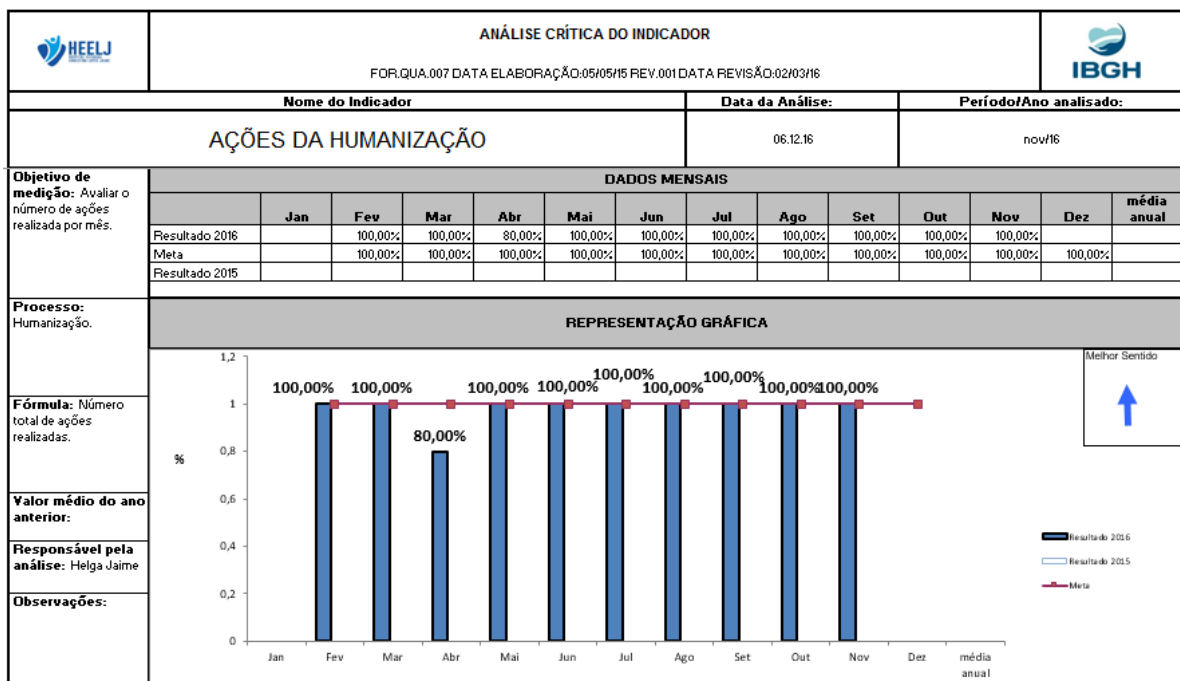 HEELJ
ANÁLISE CRÍTICA DO INDICADOR
FOR.QUA.007 DATA ELABORAÇÃO:05/05/15 REV.001 DATA REVISÃO:02/03/16
IBGH
Nome do Indicador Data da Análise: Período/Ano analisado:
AÇÕES DA HUMANIZAÇÃO 06.12.16 nov/16
Objetivo de
medição: Avaliar o
número de ações
realizada por mês.
DADOS MENSAIS
Jan Fev Mar Abr Mai Jun Jul Ago Set Out Nov Dez média anual
Resultado 2016 100,00% 100,00% 80,00% 100,00% 100,00% 100,00% 100,00% 100,00% 100,00% 100,00%
Meta 100,00% 100,00% 100,00% 100,00% 100,00% 100,00% 100,00% 100,00% 100,00% 100,00% 100,00%
Resultado 2015
Processo:
Humanização.
Fórmula: Número
total de ações
realizadas.
Valor médio do ano
anterior:
Responsável pela
análise: Helga Jaime
Observações:
REPRESENTAÇÃO GRÁFICA
Melhor Sentido
1,2
1
0,8
0,6
0,4
0,2
0
%
100,00% 100,00% 80,00% 100,00% 100,00% 100,00% 100,00% 100,00% 100,00% 100,00%
Jan Fev Mar Abr Mai Jun Jul Ago Set Out Nov Dez média
anual
Resultado 2016
Resultado 2015
Meta